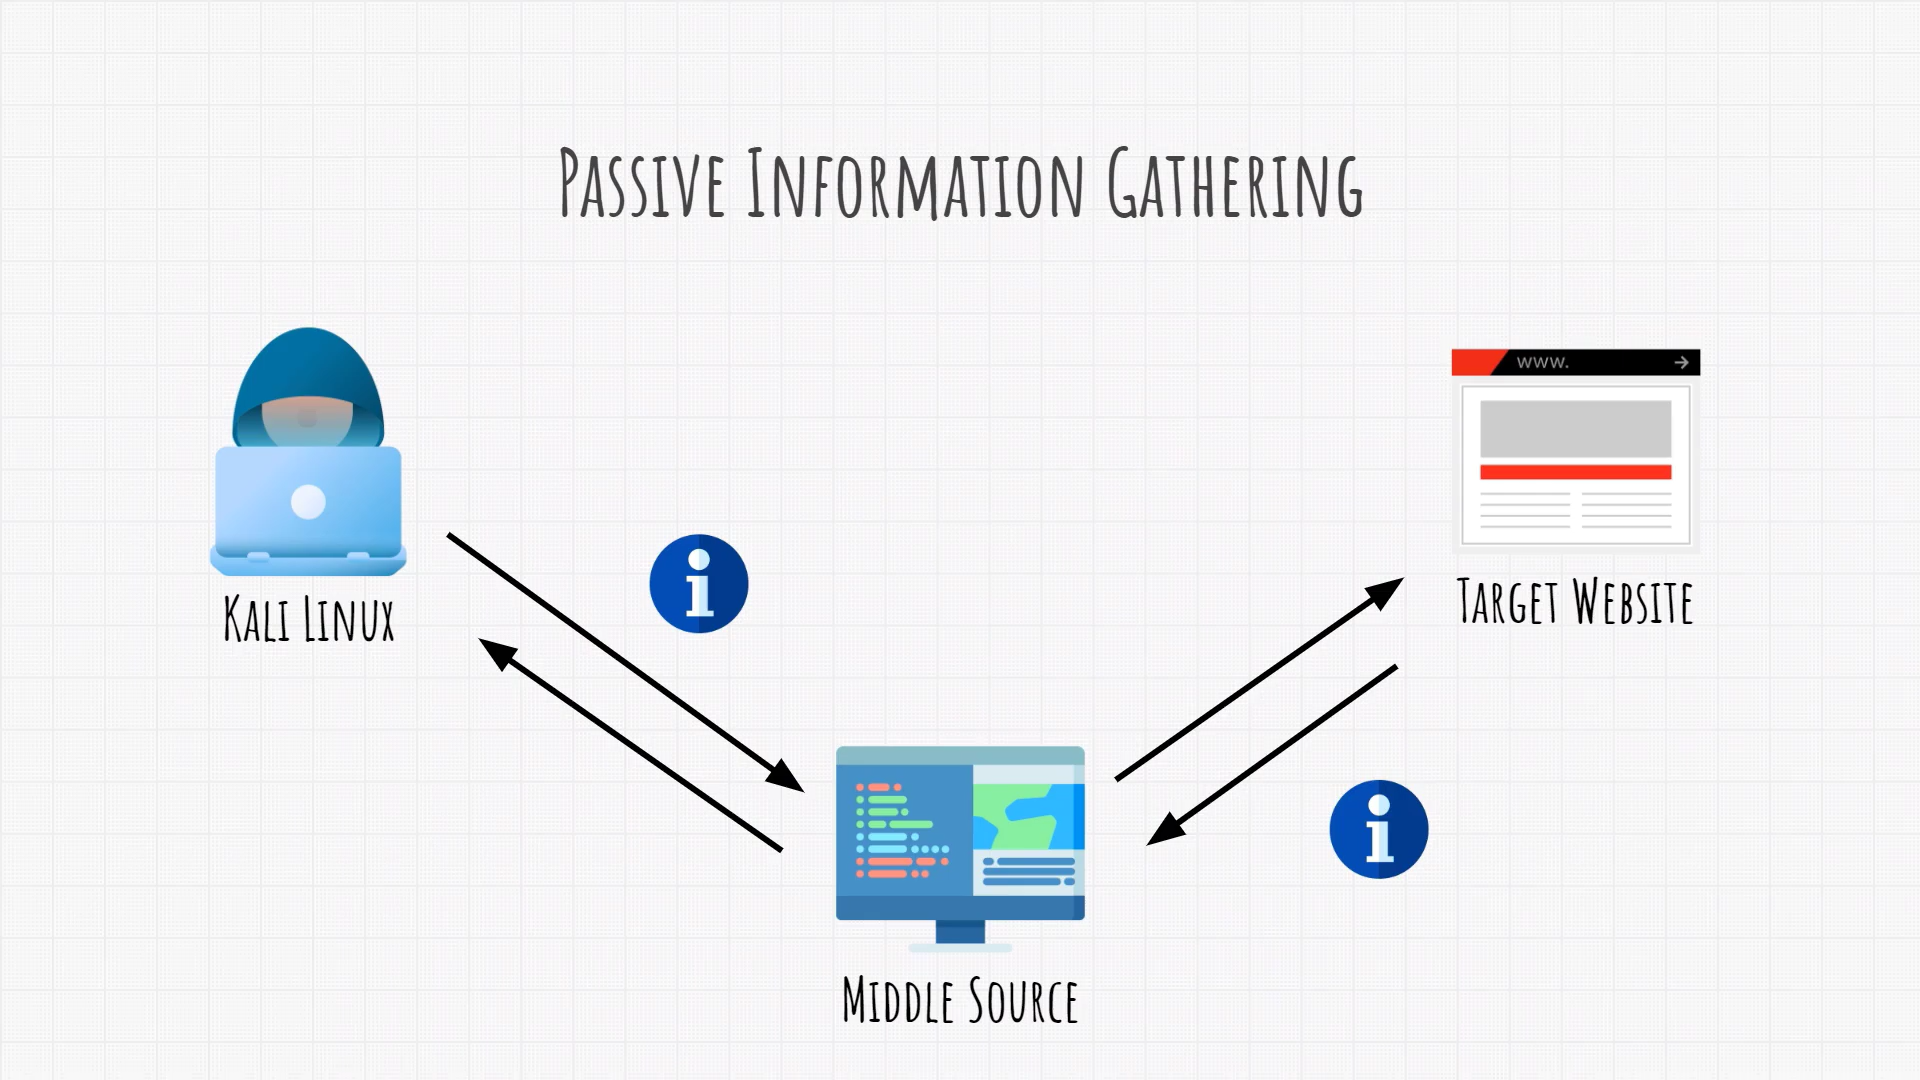 Passive Information Gathering
www.
Kali Linux
Target Website
Middle Source